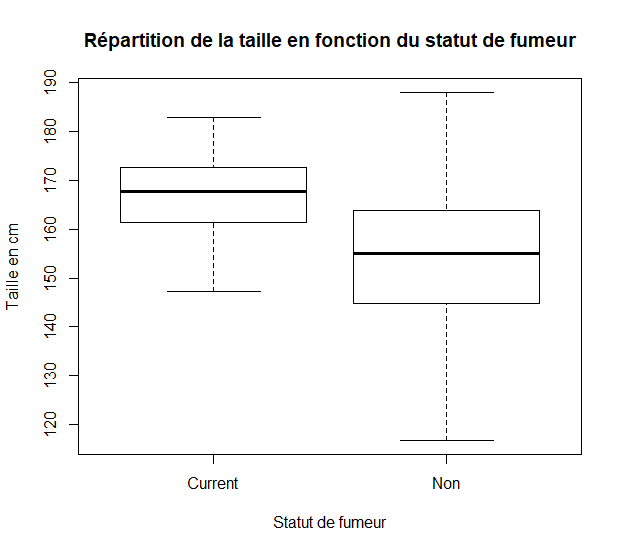 Répartition de la taille en fonction du statut de fumeur
190
180
170
160
150
140
130
120
Taille en cm
Current Non
Statut de fumeur